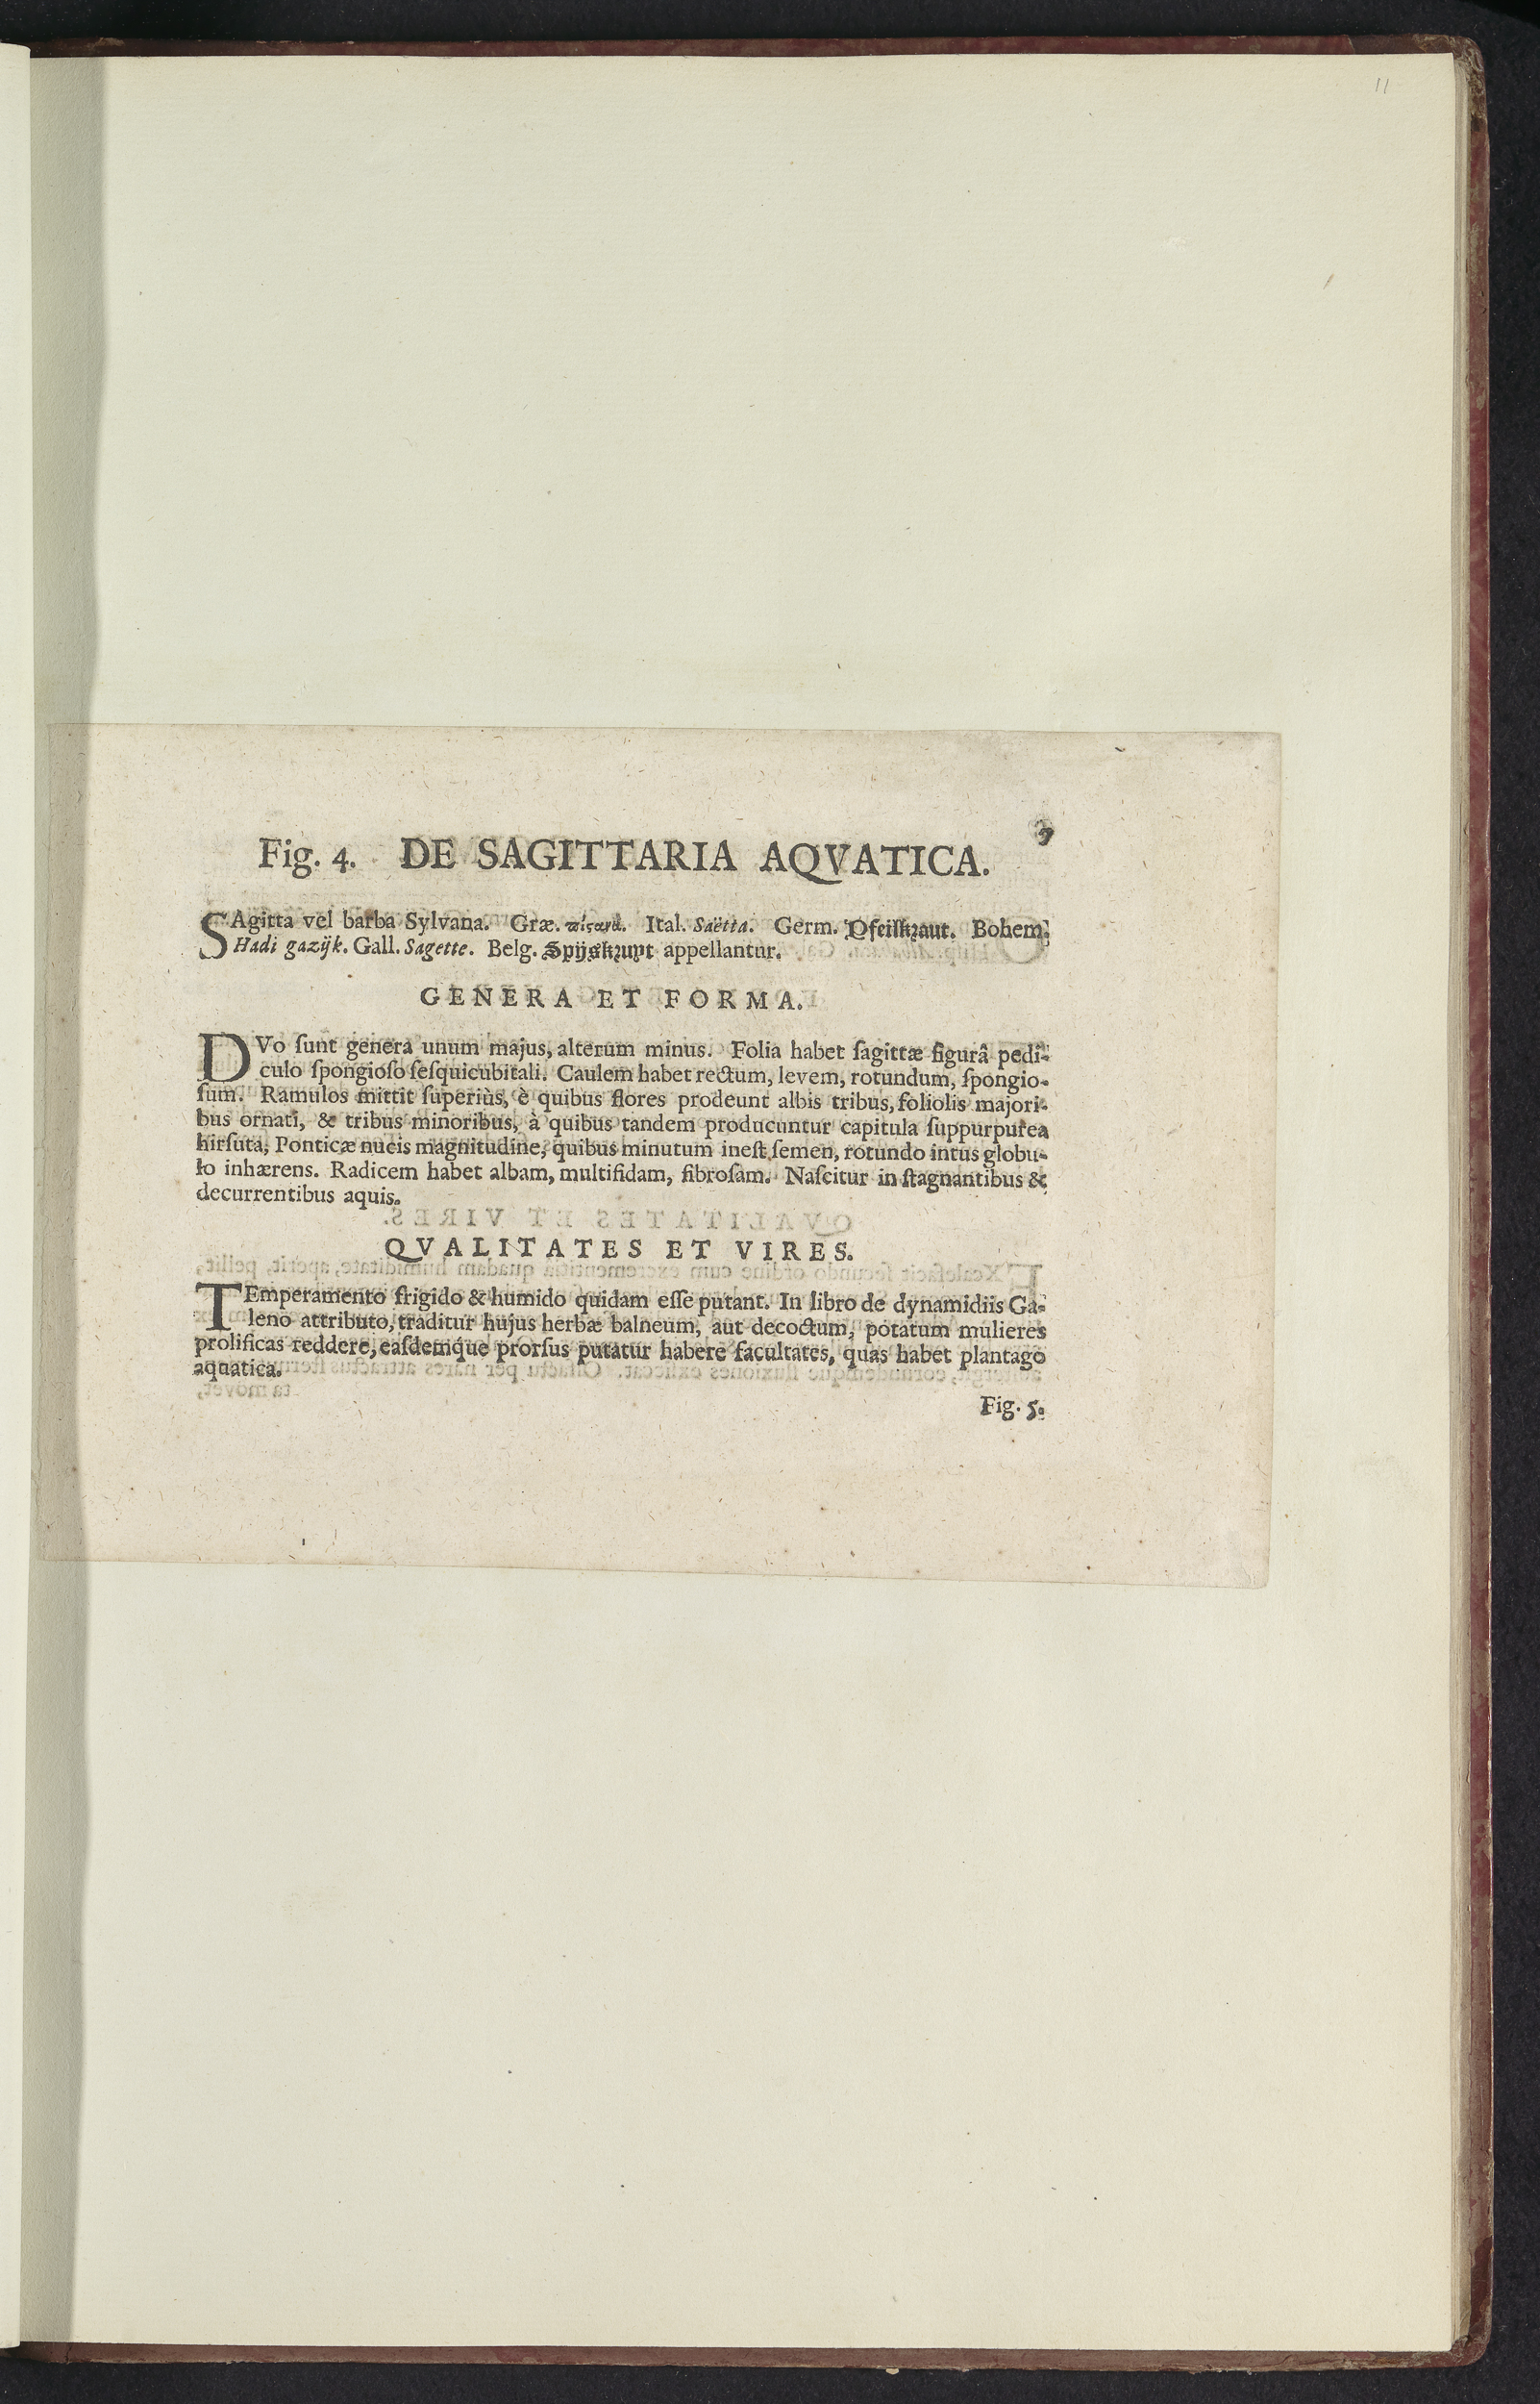 11
9
Fig. 4. DE SAGITTARIA AQVATICA.
SAgitta vel barba Sylvana. Græ. Ital. Saëtta. Germ. Pfeilkraut. Bohem.
Hadi gazijk. Gall. Sagette. Belg. Spijskruyt appellantur.
GENERA ET FORMA.
DVo ſunt genera unum majus, alterum minus. Folia habet ſagittæ figurâ pedi-
culo ſpongioſo ſeſquicubitali. Caulem habet rectum, levem, rotundum, ſpongio-
ſum. Ramulos mittit ſuperiùs, è quibus flores prodeunt albis tribus, foliolis majori-
bus ornati, & tribus minoribus, à quibus tandem producuntur capitula ſuppurpurea
hirſuta, Ponticæ nucis magnitudine, quibus minutum ineſt ſemen, rotundo intus globu-
lo inhærens. Radicem habet albam, multifidam, fibroſam. Naſcitur in ſtagnantibus &
decurrentibus aquis.
QVALITATES ET VIRES.
TEmperamento frigido & humido quidam eſſe putant. In libro de dynamidiis Ga-
leno attributo, traditur hujus herbæ balneum, aut decoctum, potatum mulieres
prolificas reddere, eaſdemq́ue prorſus putatur habere facultates, quas habet plantago
aquatica.
Fig. 5.